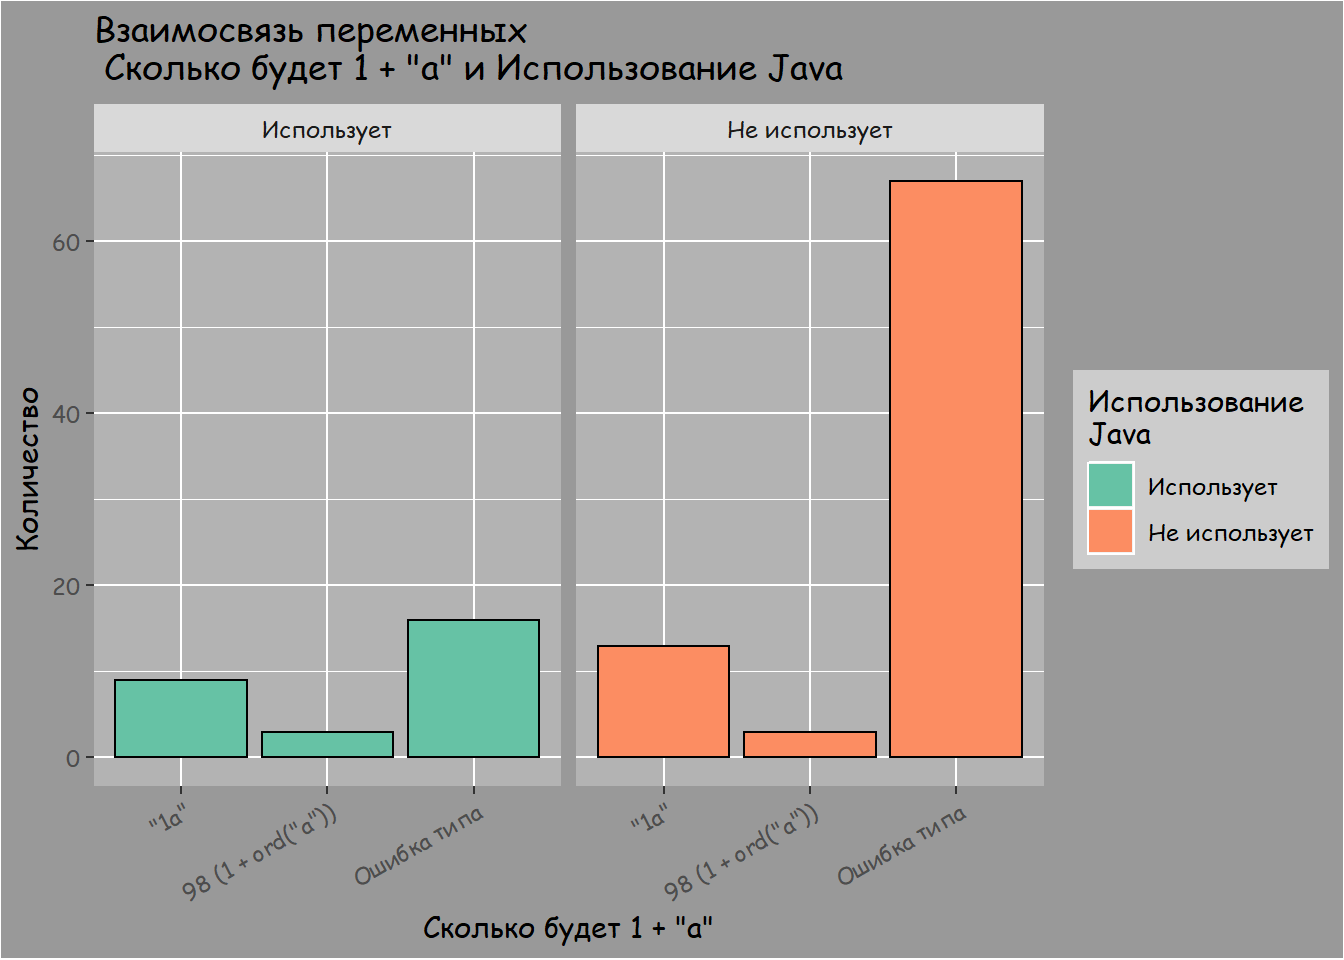 Взаимосвязь переменных
Сколько будет 1 + "a" и Использование Java
Использует
Не использует
Количество
60
40
20
0
"1a"
98 (1 + ord("a"))
Ошибка типа
"1a"
98 (1 + ord("a"))
Ошибка типа
Сколько будет 1 + "a"
Использование
Java
Использует
Не использует